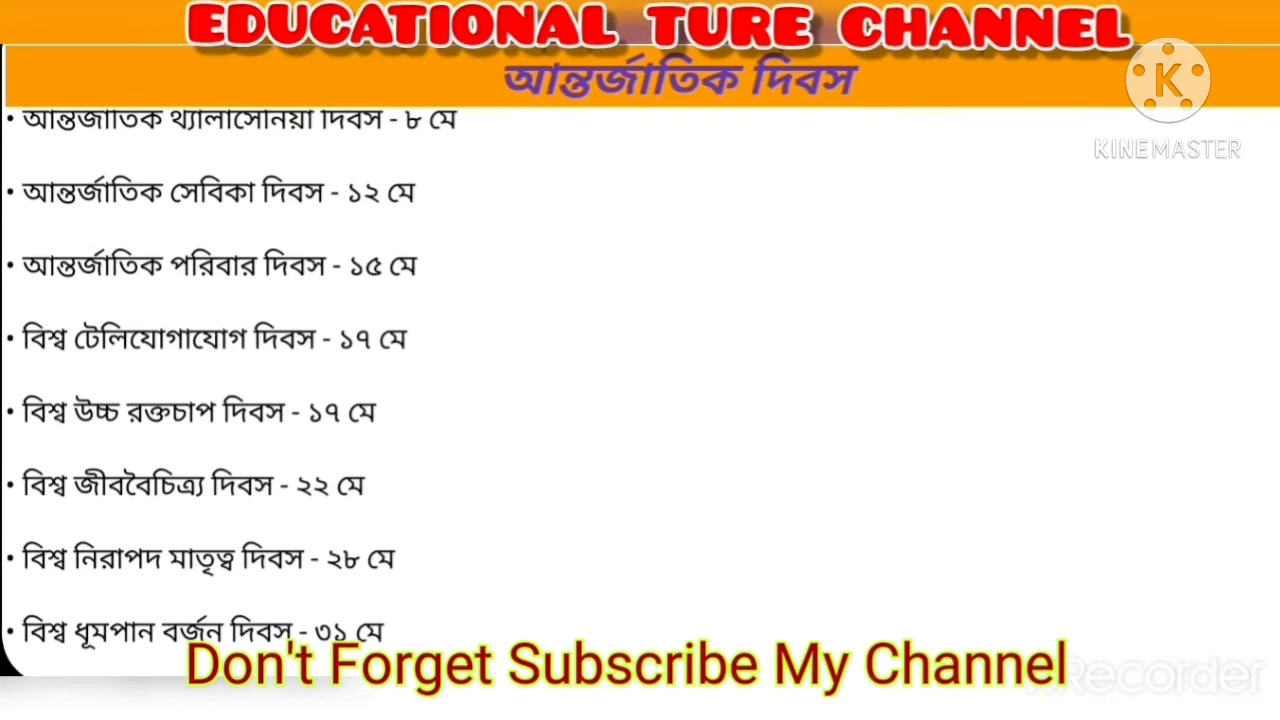 EDUCATIONAL TURE CHANNEL
আন্তর্জাতিক দিবস
K
KINEMASTER
• আন্তর্জাতিক থ্যালাসেনিয়া দিবস - ৮ মে
• আন্তর্জাতিক সেবিকা দিবস - ১২ মে
• আন্তর্জাতিক পরিবার দিবস - ১৫ মে
• বিশ্ব টেলিযোগাযোগ দিবস - ১৭ মে
• বিশ্ব উচ্চ রক্তচাপ দিবস - ১৭ মে
• বিশ্ব জীববৈচিত্র্য দিবস - ২২ মে
• বিশ্ব নিরাপদ মাতৃত্ব দিবস - ২৮ মে
• বিশ্ব ধূমপান বর্জন দিবস - ৩১ মে
Don't Forget Subscribe My Channel
Recorder